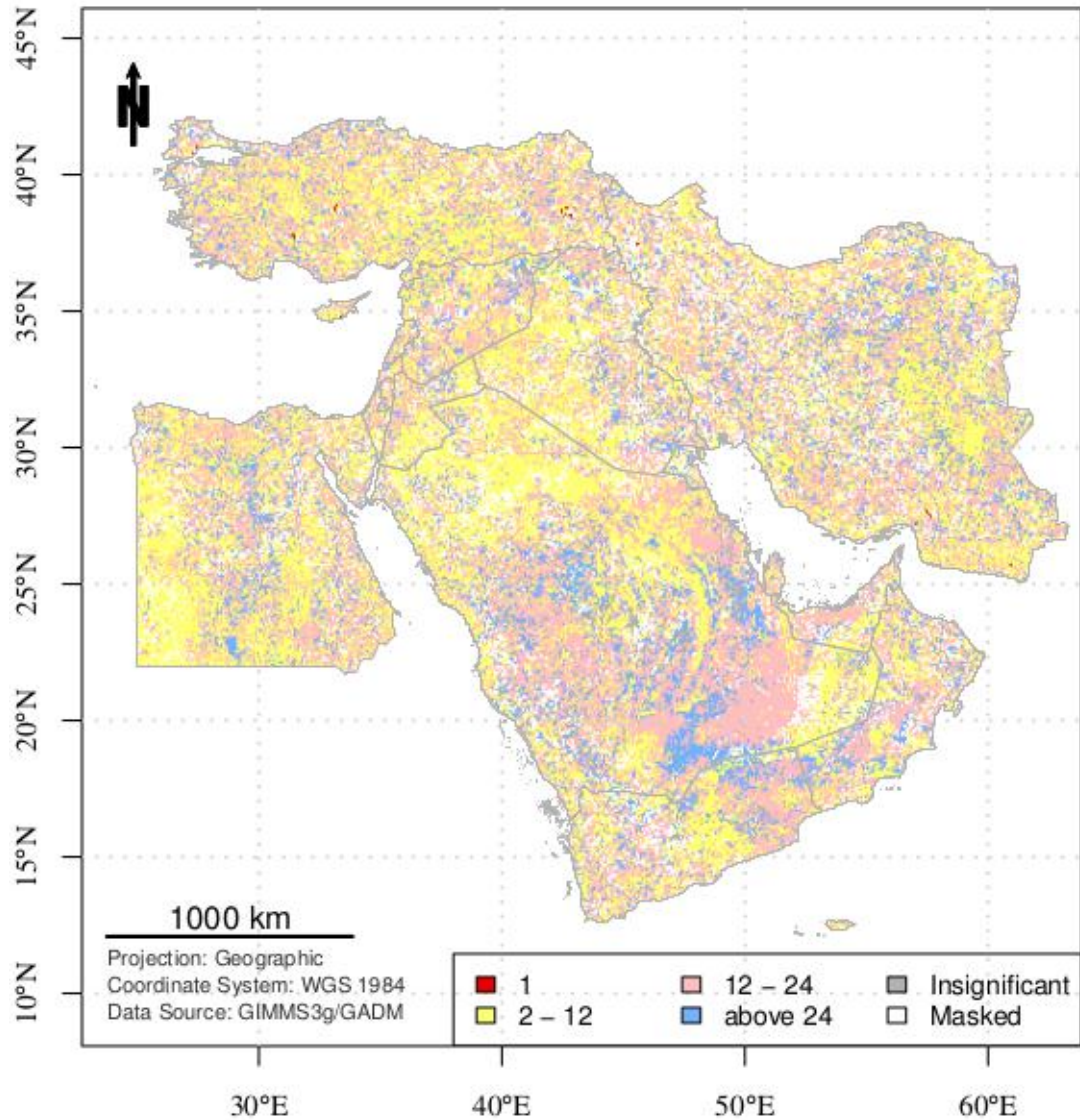 45°N
40°N
35°N
30°N
25°N
20°N
15°N
10°N
N
1000 km
Projection: Geographic
Coordinate System: WGS 1984
Data Source: GIMMS3g/GADM
1
12 − 24
Insignificant
2 − 12
above 24
Masked
30°E
40°E
50°E
60°E